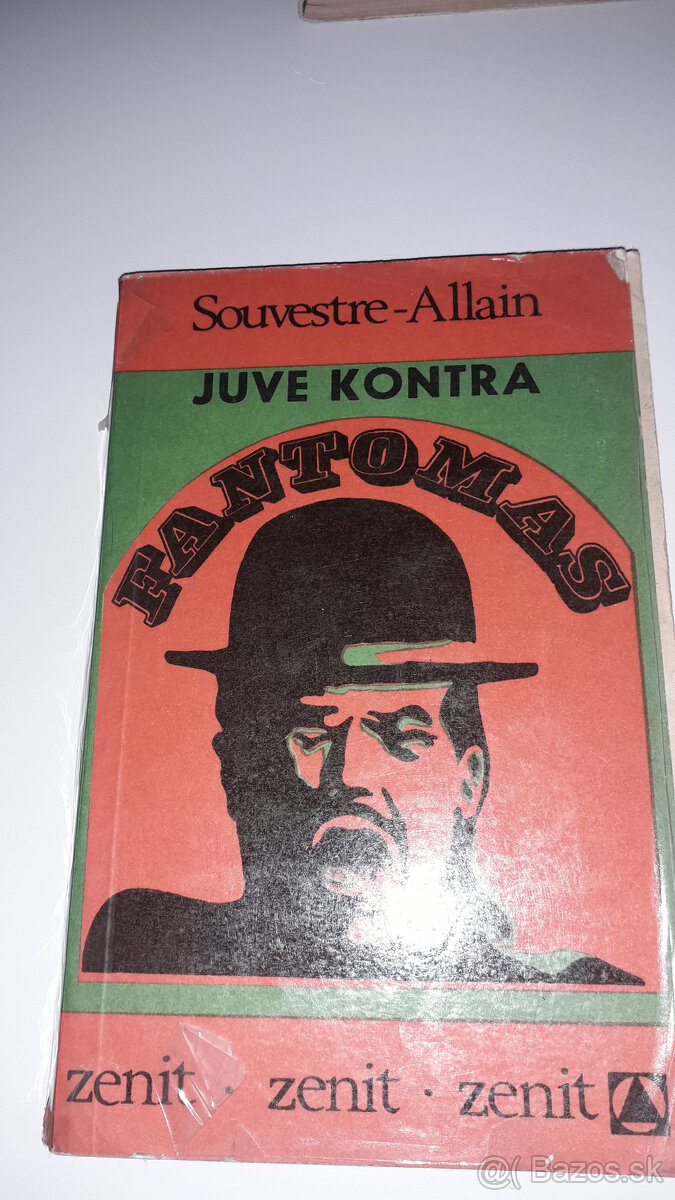 Souvestre-Allain
JUVE KONTRA
FANTOMAS
zenit · zenit · zenit
@( Bazos.sk